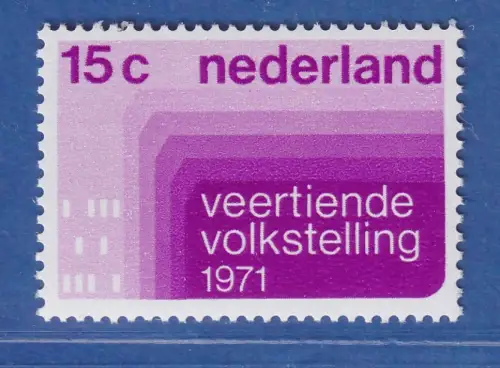 15 c nederland
veertiende
volkstelling
1971